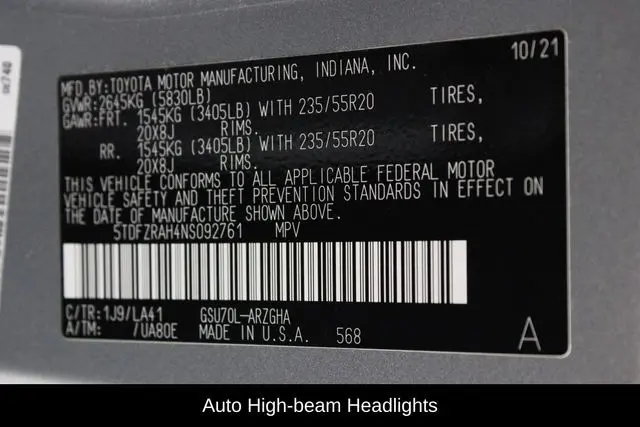 10/21
MFD.BY:TOYOTA MOTOR MANUFACTURING, INDIANA, INC.
GVWR:2645KG (5830LB)
GAWR:FRT. 1545KG (3405LB) WITH 235/55R20 TIRES,
20X8J RIMS.
RR. 1545KG (3405LB) WITH 235/55R20 TIRES,
20X8J RIMS.
THIS VEHICLE CONFORMS TO ALL APPLICABLE FEDERAL MOTOR
VEHICLE SAFETY AND THEFT PREVENTION STANDARDS IN EFFECT ON
THE DATE OF MANUFACTURE SHOWN ABOVE.
5TDFZRAH4NS092761 MPV
C/TR:1J9/LA41 GSU70L-ARZGHA
A/TM: /UA80E MADE IN U.S.A. 568 A
Auto High-beam Headlights